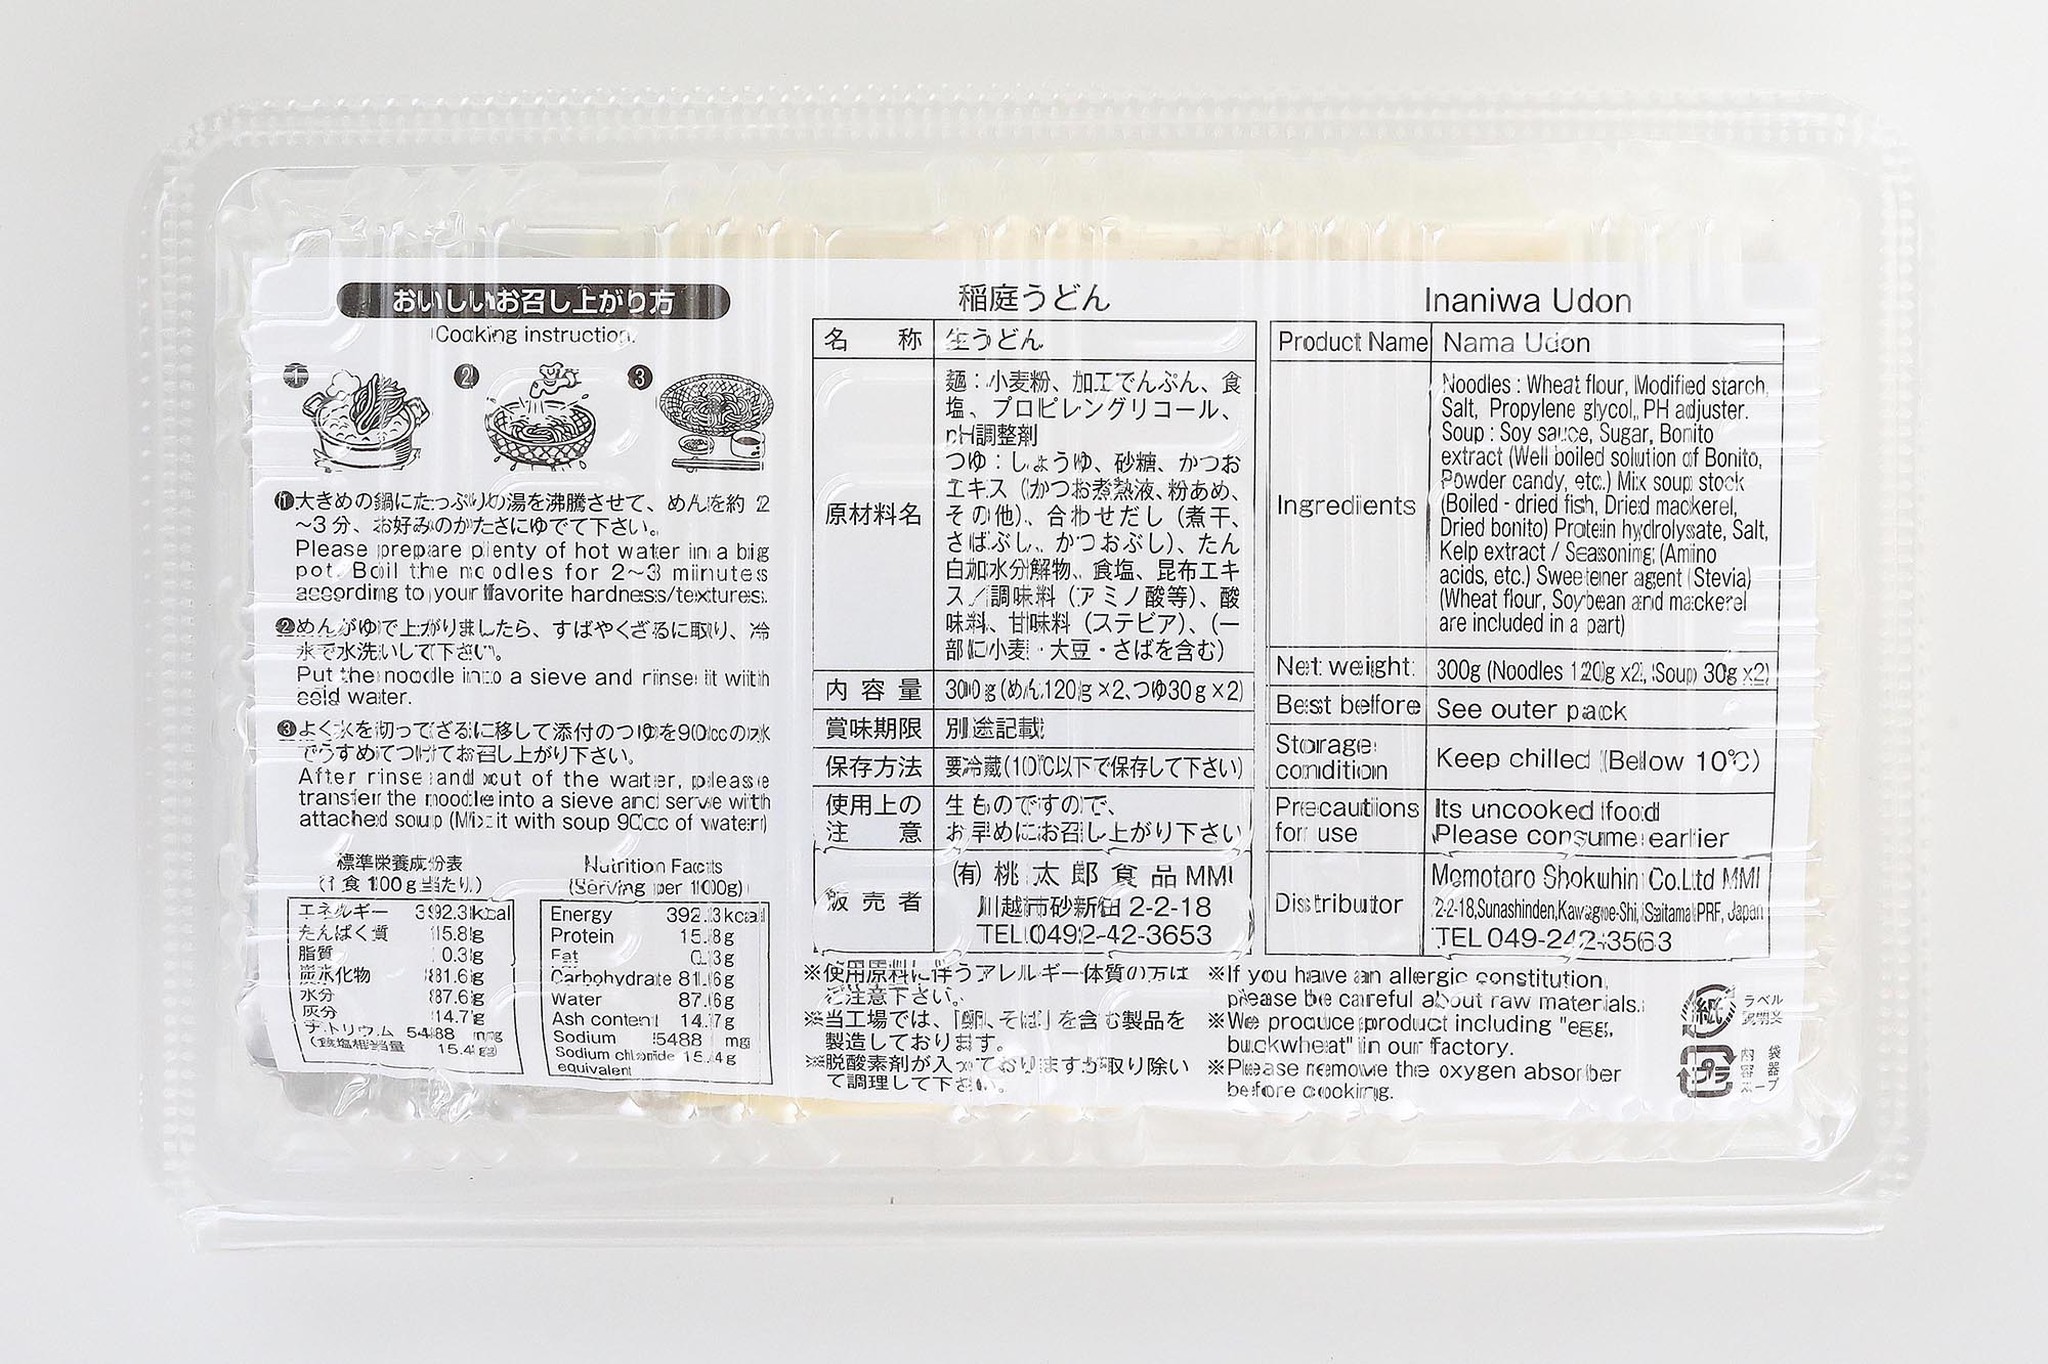 おいしいお召し上がり方
Cooking instruction.
1
2
3
❶大きめの鍋にたっぷりの湯を沸騰させて、めんを約2
～3分、お好みのかたさにゆでて下さい。
Please prepare plenty of hot water in a big
pot. Boil the noodles for 2～3 minutes
according to your favorite hardness/textures.
❷めんがゆで上がりましたら、すばやくざるに取り、冷
水で水洗いして下さい。
Put the noodle into a sieve and rinse it with
cold water.
❸よく水を切ってざるに移して添付のつゆを90ccの水
でうすめてつけてお召し上がり下さい。
After rinse and out of the water, please
transfer the noodle into a sieve and serve with
attached soup (Mix it with soup 90cc of water)
標準栄養成分表
(1食100g当たり)
エネルギー 392.3kcal
たんぱく質 15.8g
脂質 0.3g
炭水化物 81.6g
水分 87.6g
灰分 14.7g
ナトリウム 5488 mg
(食塩相当量 15.4g)
Nutrition Facts
(Serving per 100g)
Energy 392.3kcal
Protein 15.8g
Fat 0.3g
Carbohydrate 81.6g
Water 87.6g
Ash content 14.7g
Sodium 5488 mg
Sodium chloride 15.4g
equivalent
稲庭うどん
名 称 生うどん
原材料名
麺：小麦粉、加工でんぷん、食
塩、プロピレングリコール、
pH調整剤
つゆ：しょうゆ、砂糖、かつお
エキス（かつお煮熱液、粉あめ、
その他)、合わせだし（煮干、
さばぶし、かつおぶし)、たん
白加水分解物、食塩、昆布エキ
ス／調味料（アミノ酸等)、酸
味料、甘味料（ステビア)、(一
部に小麦・大豆・さばを含む)
内容量 300g(めん120g×2、つゆ30g×2)
賞味期限 別途記載
保存方法 要冷蔵(10℃以下で保存して下さい)
使用上の
注 意
生ものですので、
お早めにお召し上がり下さい
販売者
(有)桃太郎食品MMI
川越市砂新田2-2-18
TEL0492-42-3653
※使用原料に伴うアレルギー体質の方は
ご注意下さい。
※当工場では、「卵、そば」を含む製品を
製造しております。
※脱酸素剤が入っておりますが取り除い
て調理して下さい。
Inaniwa Udon
Product Name Nama Udon
Ingredients
Noodles : Wheat flour, Modified starch,
Salt, Propylene glycol, PH adjuster.
Soup : Soy sauce, Sugar, Bonito
extract (Well boiled solution of Bonito,
Powder candy, etc.) Mix soup stock
(Boiled - dried fish, Dried mackerel,
Dried bonito) Protein hydrolyssate, Salt,
Kelp extract / Seasoning (Amino
acids, etc.) Sweetener agent (Stevia)
(Wheat flour, Soybean and mackerel
are included in a part)
Net weight: 300g (Noodles 120g x2, Soup 30g x2)
Best before See outer pack
Storage
condition
Keep chilled (Below 10℃)
Precautions
for use
Its uncooked food
Please consume earlier
Distributor
Momotaro Shokuhin Co.Ltd MMI
2-2-18,Sunashinden,Kawagoe-Shi,Saitama PRF, Japan
TEL 049-242-3563
※If you have an allergic constitution,
please be careful about raw materials.
※We produce product including "egg,
buckwheat" in our factory.
※Please remove the oxygen absorber
before cooking.
紙
ラベル
説明文
プラ
内 袋
容 器
スープ